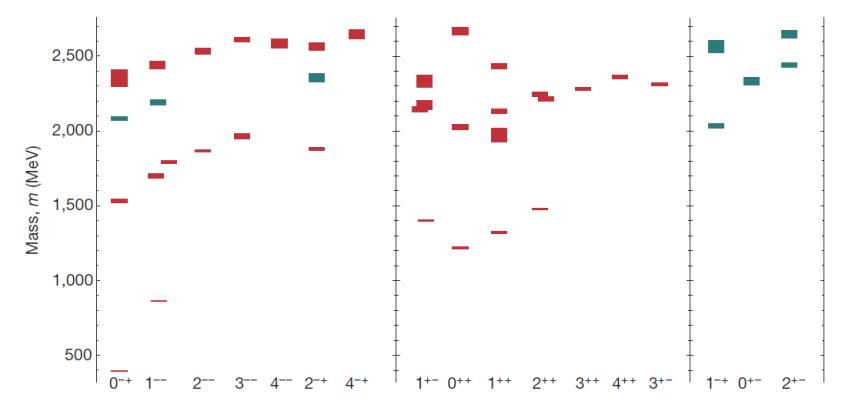 Mass, m (MeV)
2,500
2,000
1,500
1,000
500
0⁻⁺ 1⁻⁻ 2⁻⁻ 3⁻⁻ 4⁻⁻ 2⁻⁺ 4⁻⁺ 1⁺⁻ 0⁺⁺ 1⁺⁺ 2⁺⁺ 3⁺⁺ 4⁺⁺ 3⁺⁻ 1⁻⁺ 0⁺⁻ 2⁺⁻